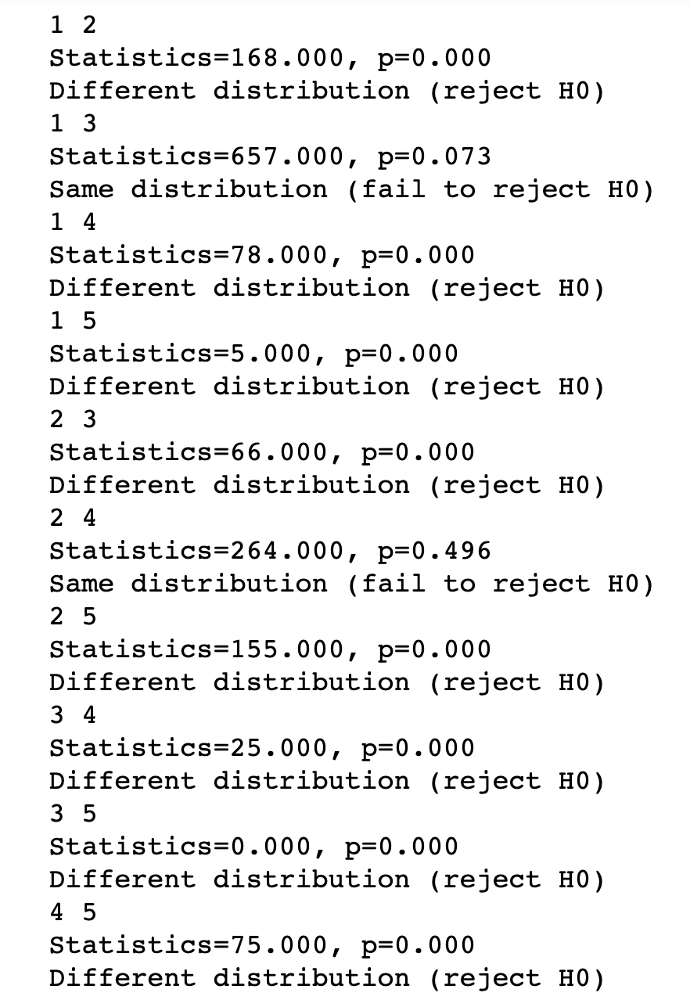 1 2
Statistics=168.000, p=0.000
Different distribution (reject H0)
1 3
Statistics=657.000, p=0.073
Same distribution (fail to reject H0)
1 4
Statistics=78.000, p=0.000
Different distribution (reject H0)
1 5
Statistics=5.000, p=0.000
Different distribution (reject H0)
2 3
Statistics=66.000, p=0.000
Different distribution (reject H0)
2 4
Statistics=264.000, p=0.496
Same distribution (fail to reject H0)
2 5
Statistics=155.000, p=0.000
Different distribution (reject H0)
3 4
Statistics=25.000, p=0.000
Different distribution (reject H0)
3 5
Statistics=0.000, p=0.000
Different distribution (reject H0)
4 5
Statistics=75.000, p=0.000
Different distribution (reject H0)